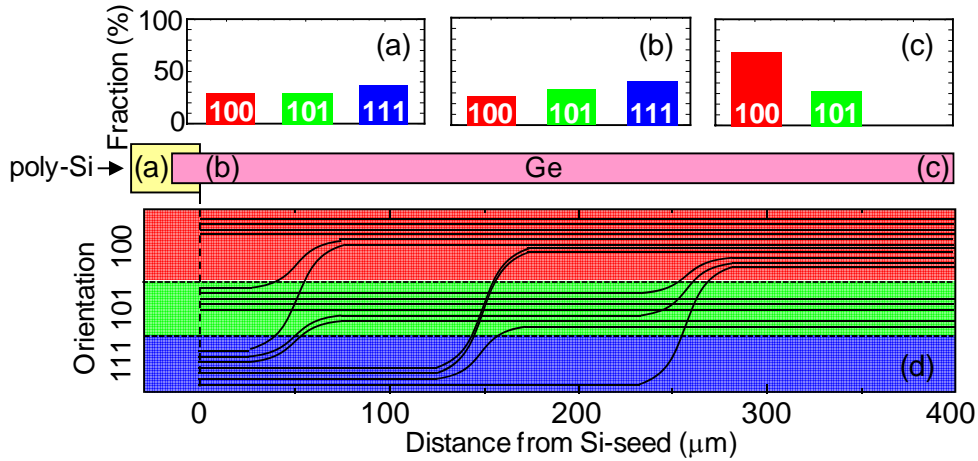 Fraction (%)
100
50
0
(a)
100 101 111
(b)
100 101 111
(c)
100 101
poly-Si
(a)
(b)
Ge
(c)
Orientation
100
101
111
(d)
0 100 200 300 400
Distance from Si-seed (μm)